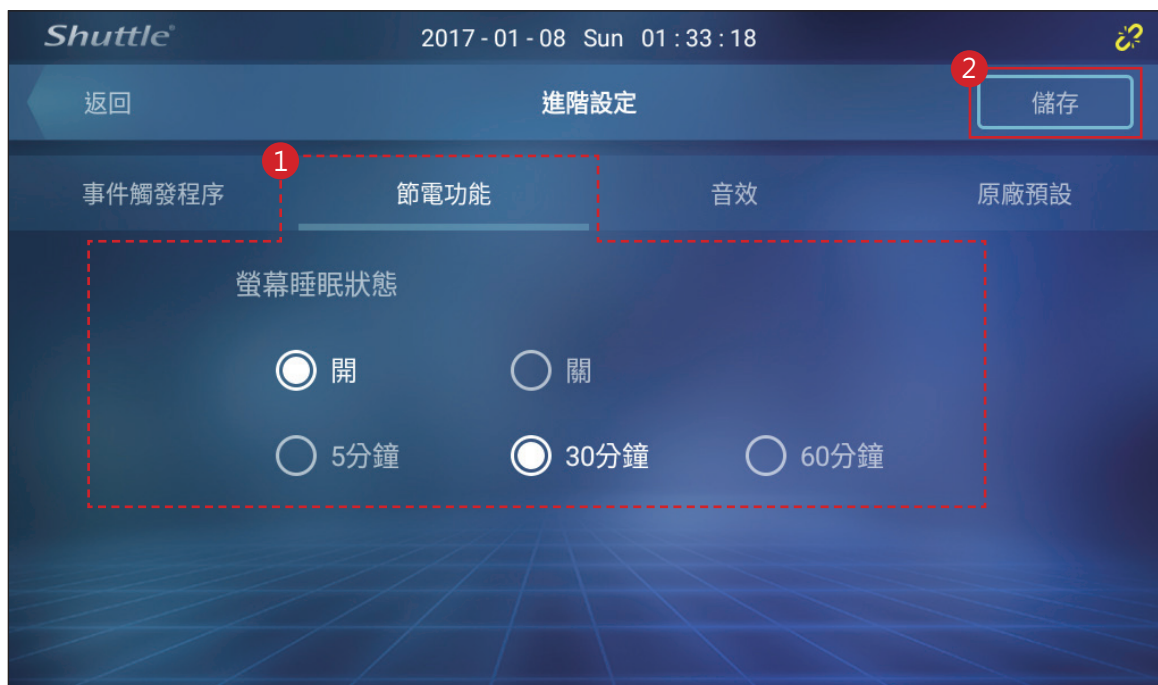 Shuttle® 2017-01-08 Sun 01:33:18
2
返回 進階設定 儲存
1
事件觸發程序 節電功能 音效 原廠預設
螢幕睡眠狀態
開 關
5分鐘 30分鐘 60分鐘